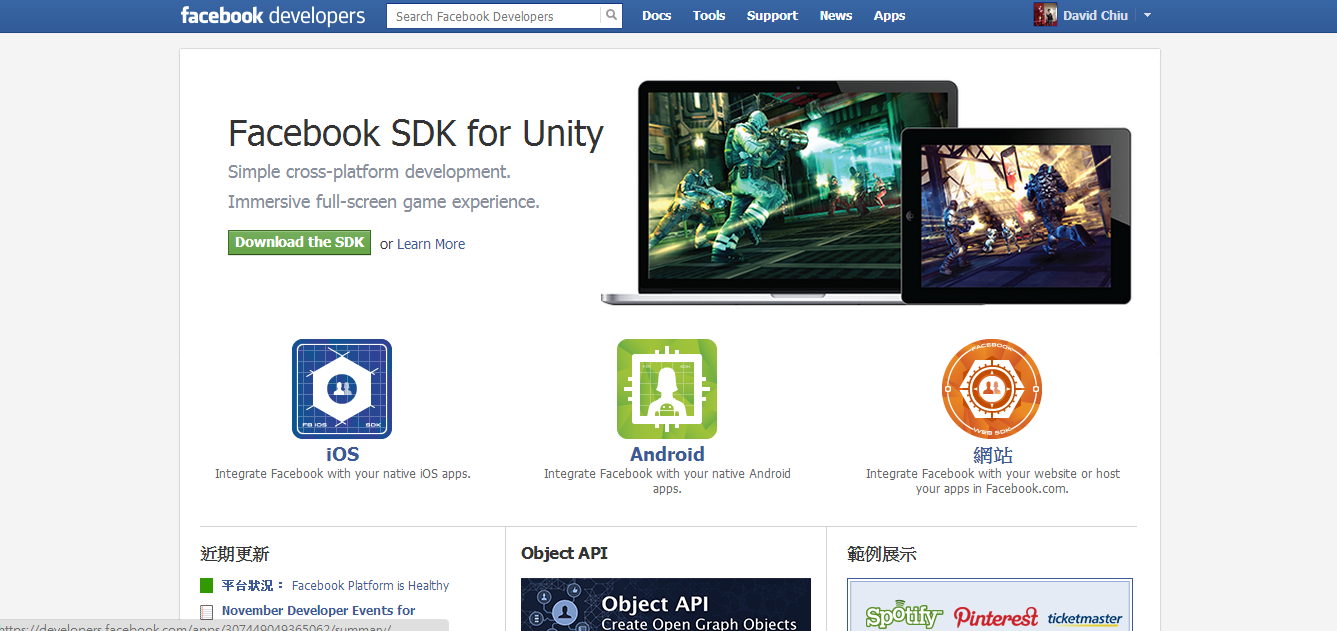 facebook developers
Search Facebook Developers
Docs
Tools
Support
News
Apps
David Chiu
Facebook SDK for Unity
Simple cross-platform development.
Immersive full-screen game experience.
Download the SDK or Learn More
FB iOS SDK
iOS
Integrate Facebook with your native iOS apps.
Android
Integrate Facebook with your native Android
apps.
FACEBOOK
WEB SDK
網站
Integrate Facebook with your website or host
your apps in Facebook.com.
近期更新
平台狀況： Facebook Platform is Healthy
November Developer Events for
Object API
Object API
Create Open Graph Objects
範例展示
Spotify Pinterest ticketmaster
https://developers.facebook.com/apps/307449049365062/summary/